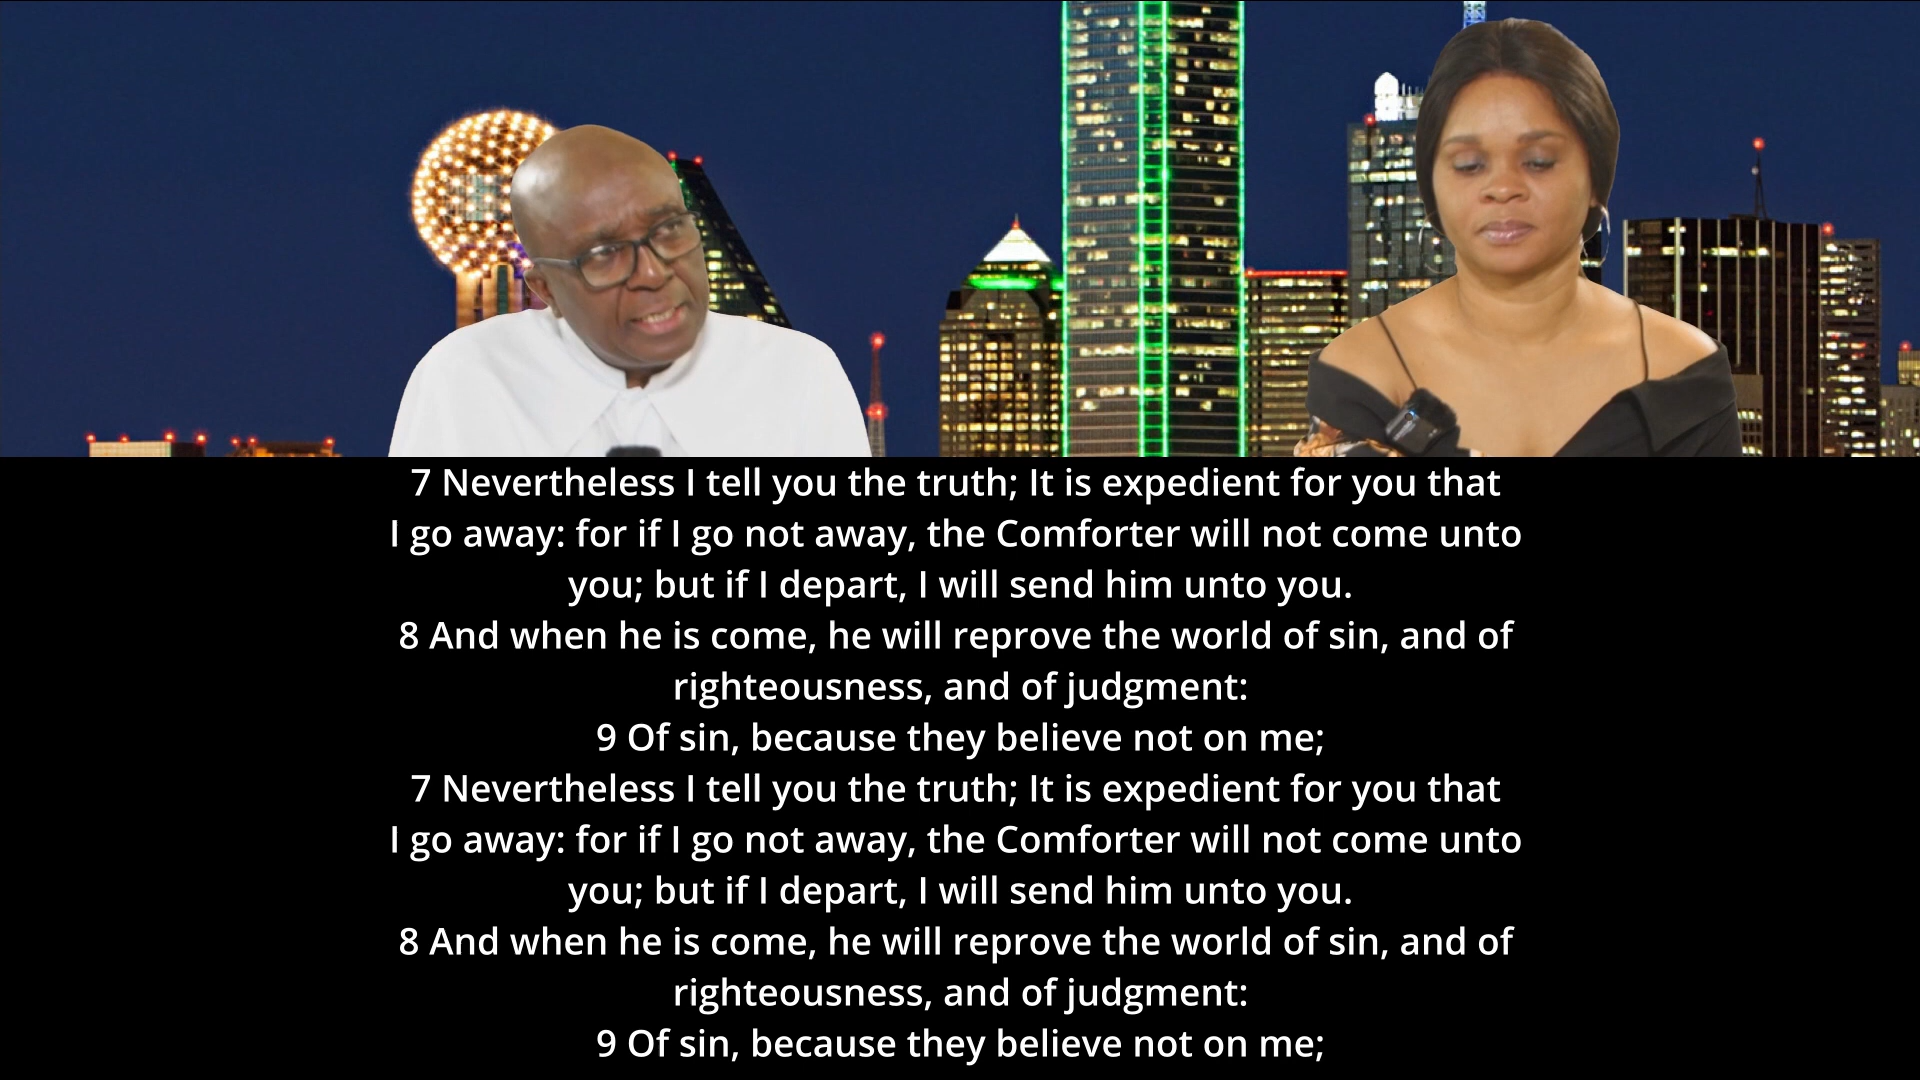 7 Nevertheless I tell you the truth; It is expedient for you that
I go away: for if I go not away, the Comforter will not come unto
you; but if I depart, I will send him unto you.
8 And when he is come, he will reprove the world of sin, and of
righteousness, and of judgment:
9 Of sin, because they believe not on me;
7 Nevertheless I tell you the truth; It is expedient for you that
I go away: for if I go not away, the Comforter will not come unto
you; but if I depart, I will send him unto you.
8 And when he is come, he will reprove the world of sin, and of
righteousness, and of judgment:
9 Of sin, because they believe not on me;